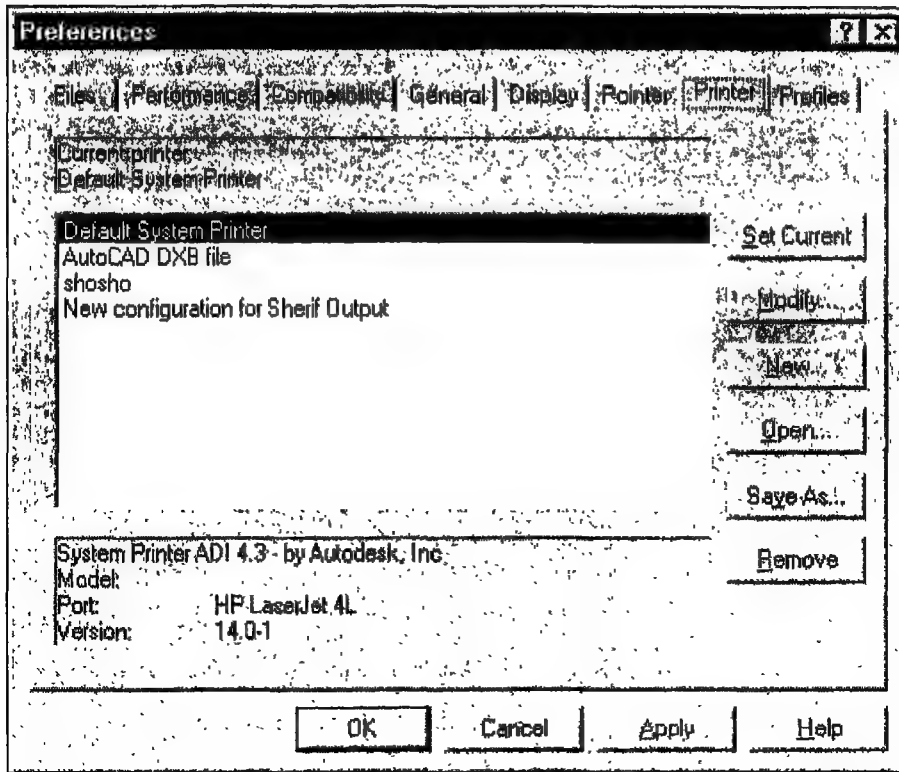 Preferences
Files Performance Compatibility General Display Pointer Printer Profiles
Current printer:
Default System Printer
Default System Printer
AutoCAD DXB file
shosho
New configuration for Sherif Output
Set Current
Modify...
New...
Open...
Save As...
Remove
System Printer ADI 4.3 - by Autodesk, Inc
Model:
Port: HP LaserJet 4L
Version: 14.0-1
OK Cancel Apply Help